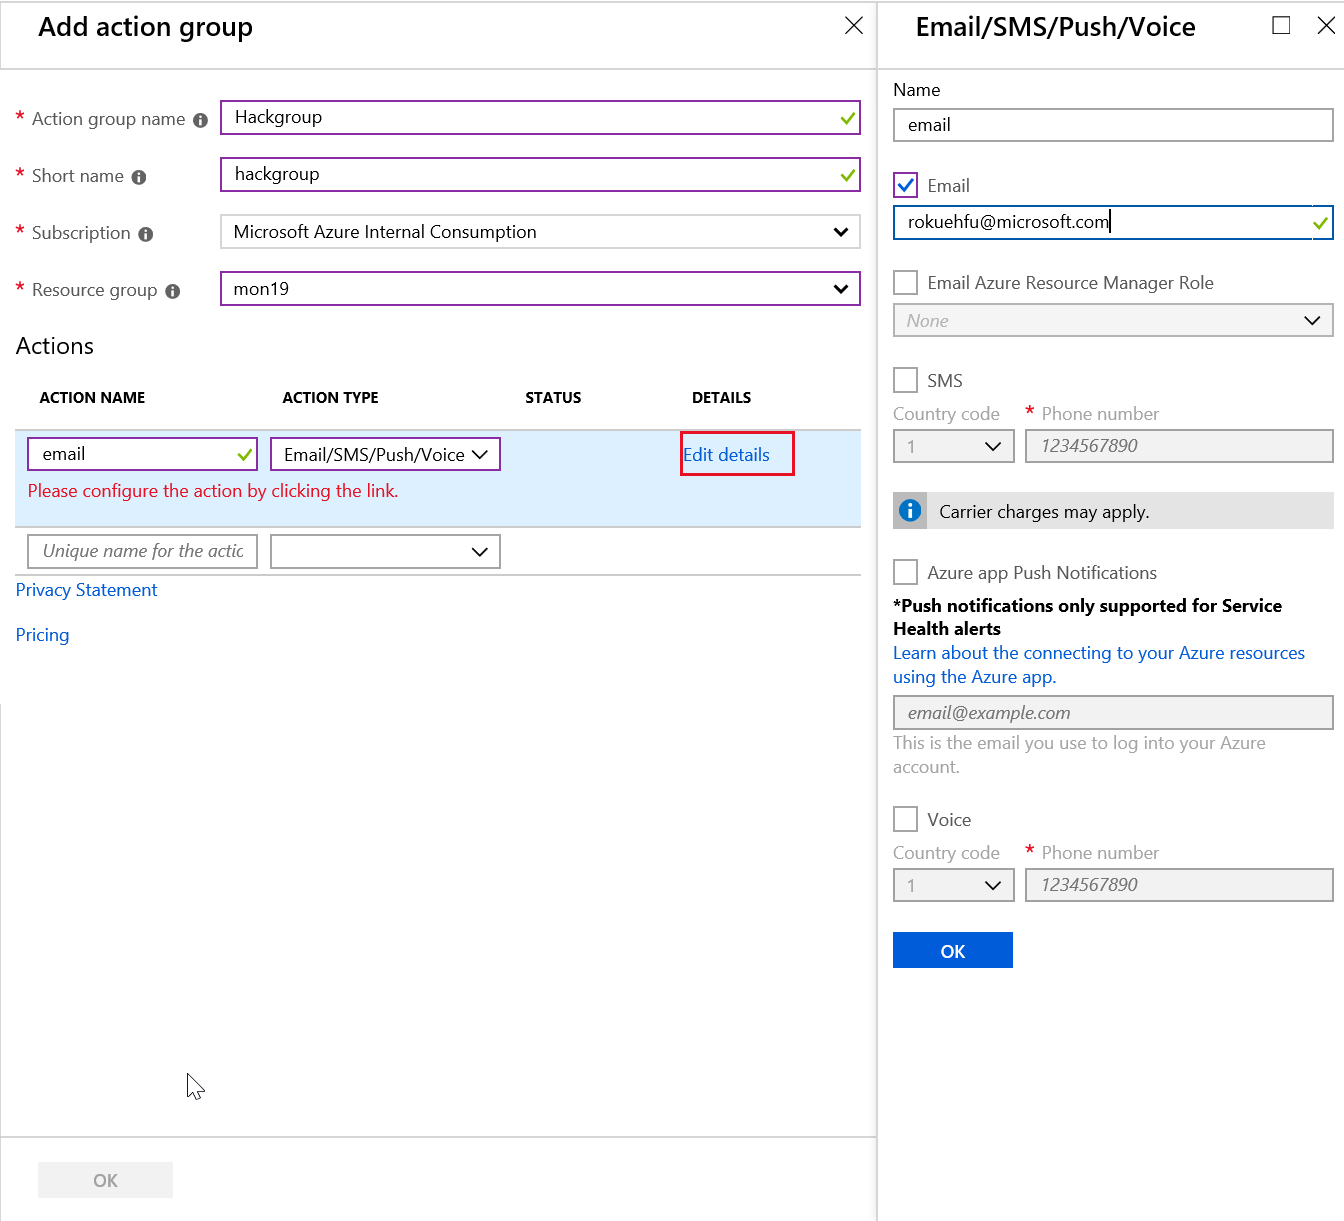 Add action group
* Action group name
Hackgroup
* Short name
hackgroup
* Subscription
Microsoft Azure Internal Consumption
* Resource group
mon19
Actions
ACTION NAME ACTION TYPE STATUS DETAILS
email Email/SMS/Push/Voice Edit details
Please configure the action by clicking the link.
Unique name for the actic
Privacy Statement
Pricing
OK
Email/SMS/Push/Voice
Name
email
Email
rokuehfu@microsoft.com
Email Azure Resource Manager Role
None
SMS
Country code * Phone number
1 1234567890
Carrier charges may apply.
Azure app Push Notifications
*Push notifications only supported for Service
Health alerts
Learn about the connecting to your Azure resources
using the Azure app.
email@example.com
This is the email you use to log into your Azure
account.
Voice
Country code * Phone number
1 1234567890
OK